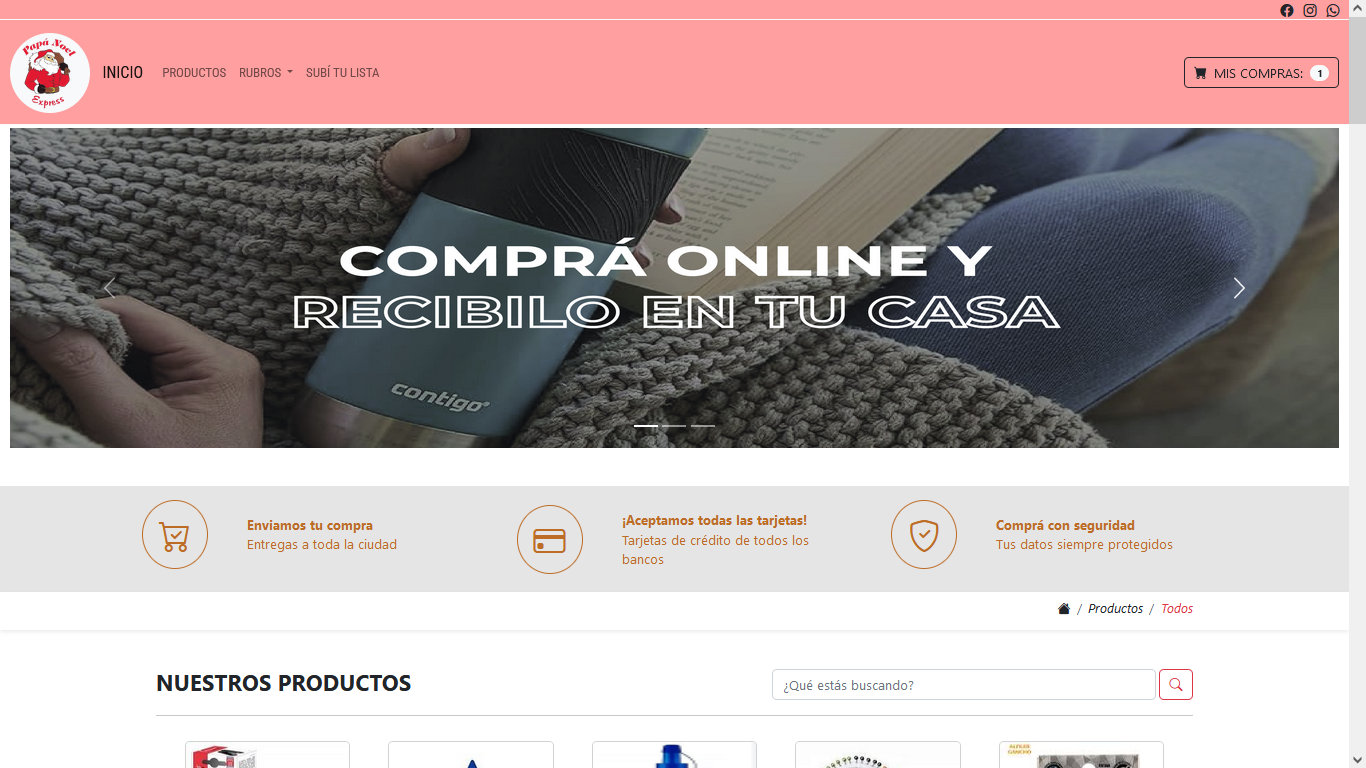 Papá Noel
Express
INICIO
PRODUCTOS
RUBROS
SUBÍ TU LISTA
MIS COMPRAS: 1
COMPRÁ ONLINE Y
RECIBILO EN TU CASA
contigo
Enviamos tu compra
Entregas a toda la ciudad
¡Aceptamos todas las tarjetas!
Tarjetas de crédito de todos los
bancos
Comprá con seguridad
Tus datos siempre protegidos
/ Productos / Todos
NUESTROS PRODUCTOS
¿Qué estás buscando?